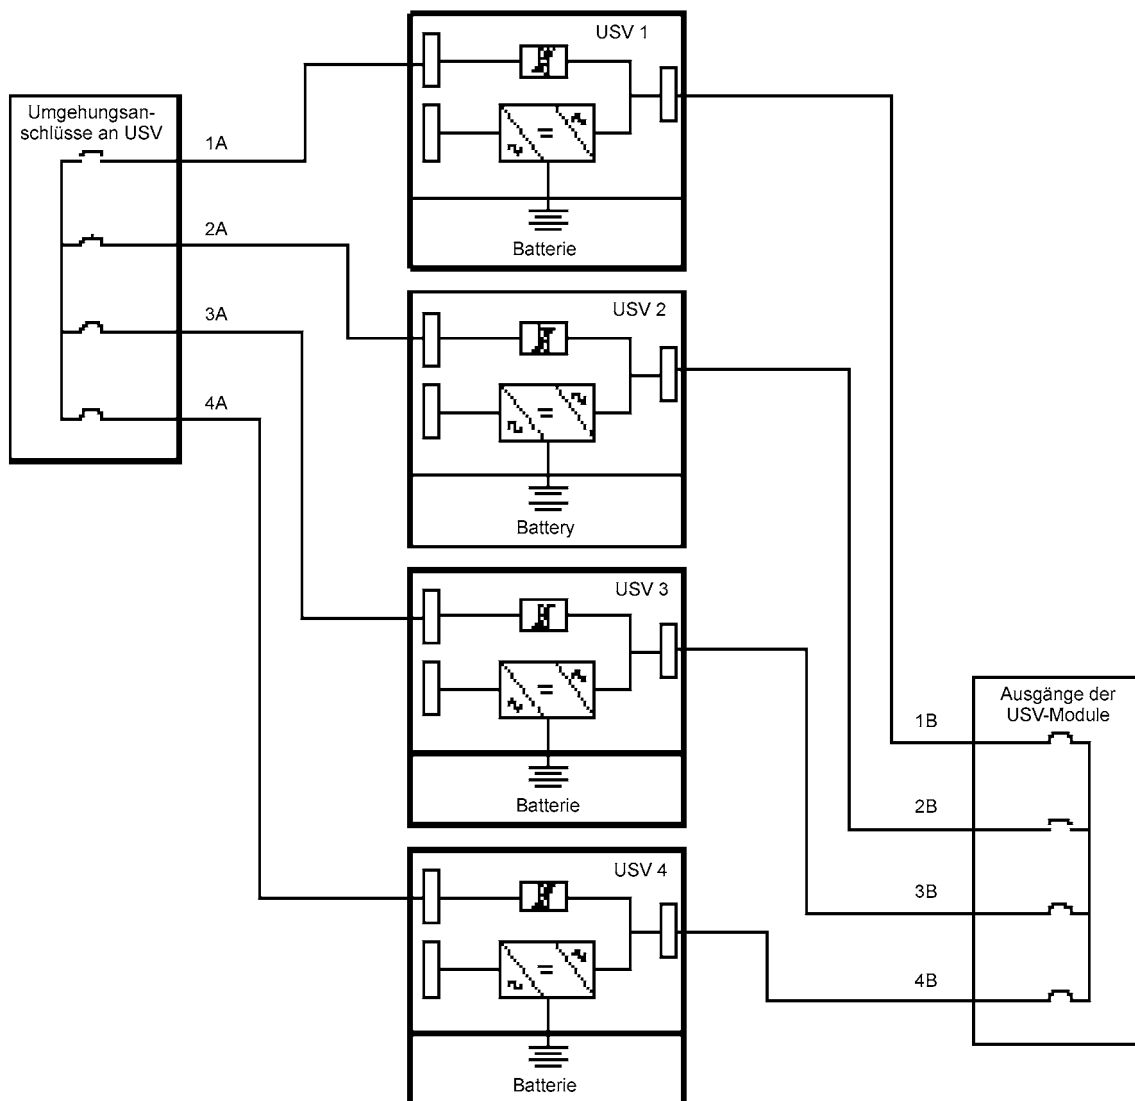 Umgehungsan-
schlüsse an USV
1A
2A
3A
4A
USV 1
Batterie
USV 2
Battery
USV 3
Batterie
USV 4
Batterie
Ausgänge der
USV-Module
1B
2B
3B
4B